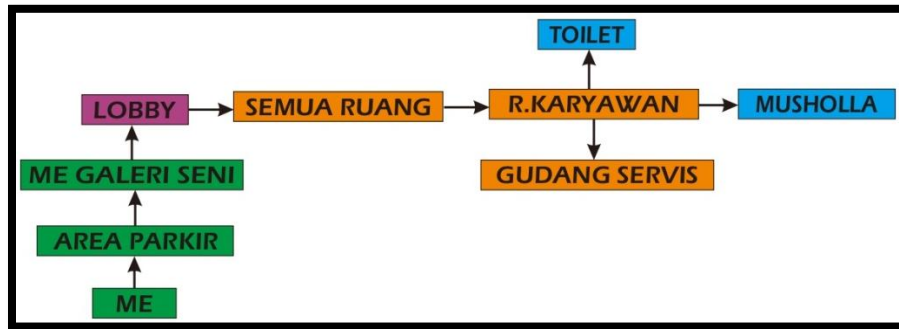 TOILET
LOBBY
SEMUA RUANG
R.KARYAWAN
MUSHOLLA
ME GALERI SENI
GUDANG SERVIS
AREA PARKIR
ME